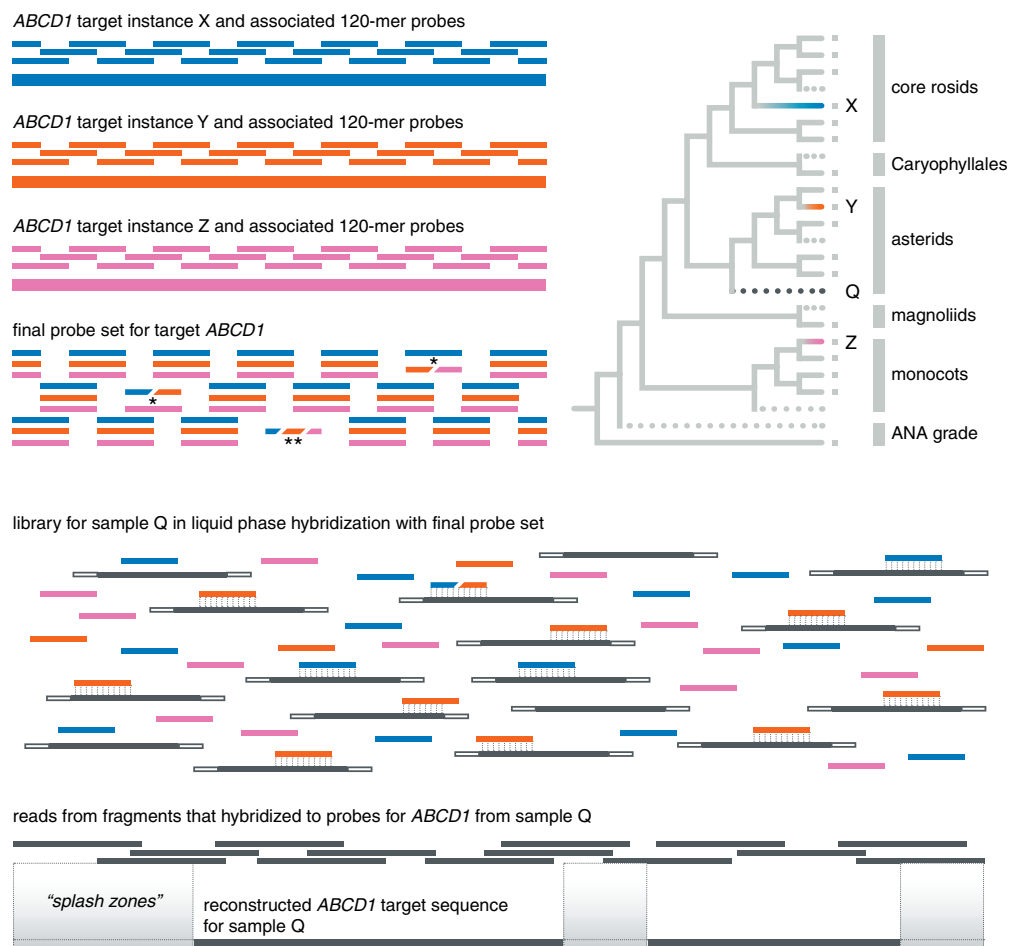 ABCD1 target instance X and associated 120-mer probes
ABCD1 target instance Y and associated 120-mer probes
ABCD1 target instance Z and associated 120-mer probes
final probe set for target ABCD1
*
*
**
X
Y
Q
Z
core rosids
Caryophyllales
asterids
magnoliids
monocots
ANA grade
library for sample Q in liquid phase hybridization with final probe set
reads from fragments that hybridized to probes for ABCD1 from sample Q
"splash zones"
reconstructed ABCD1 target sequence
for sample Q